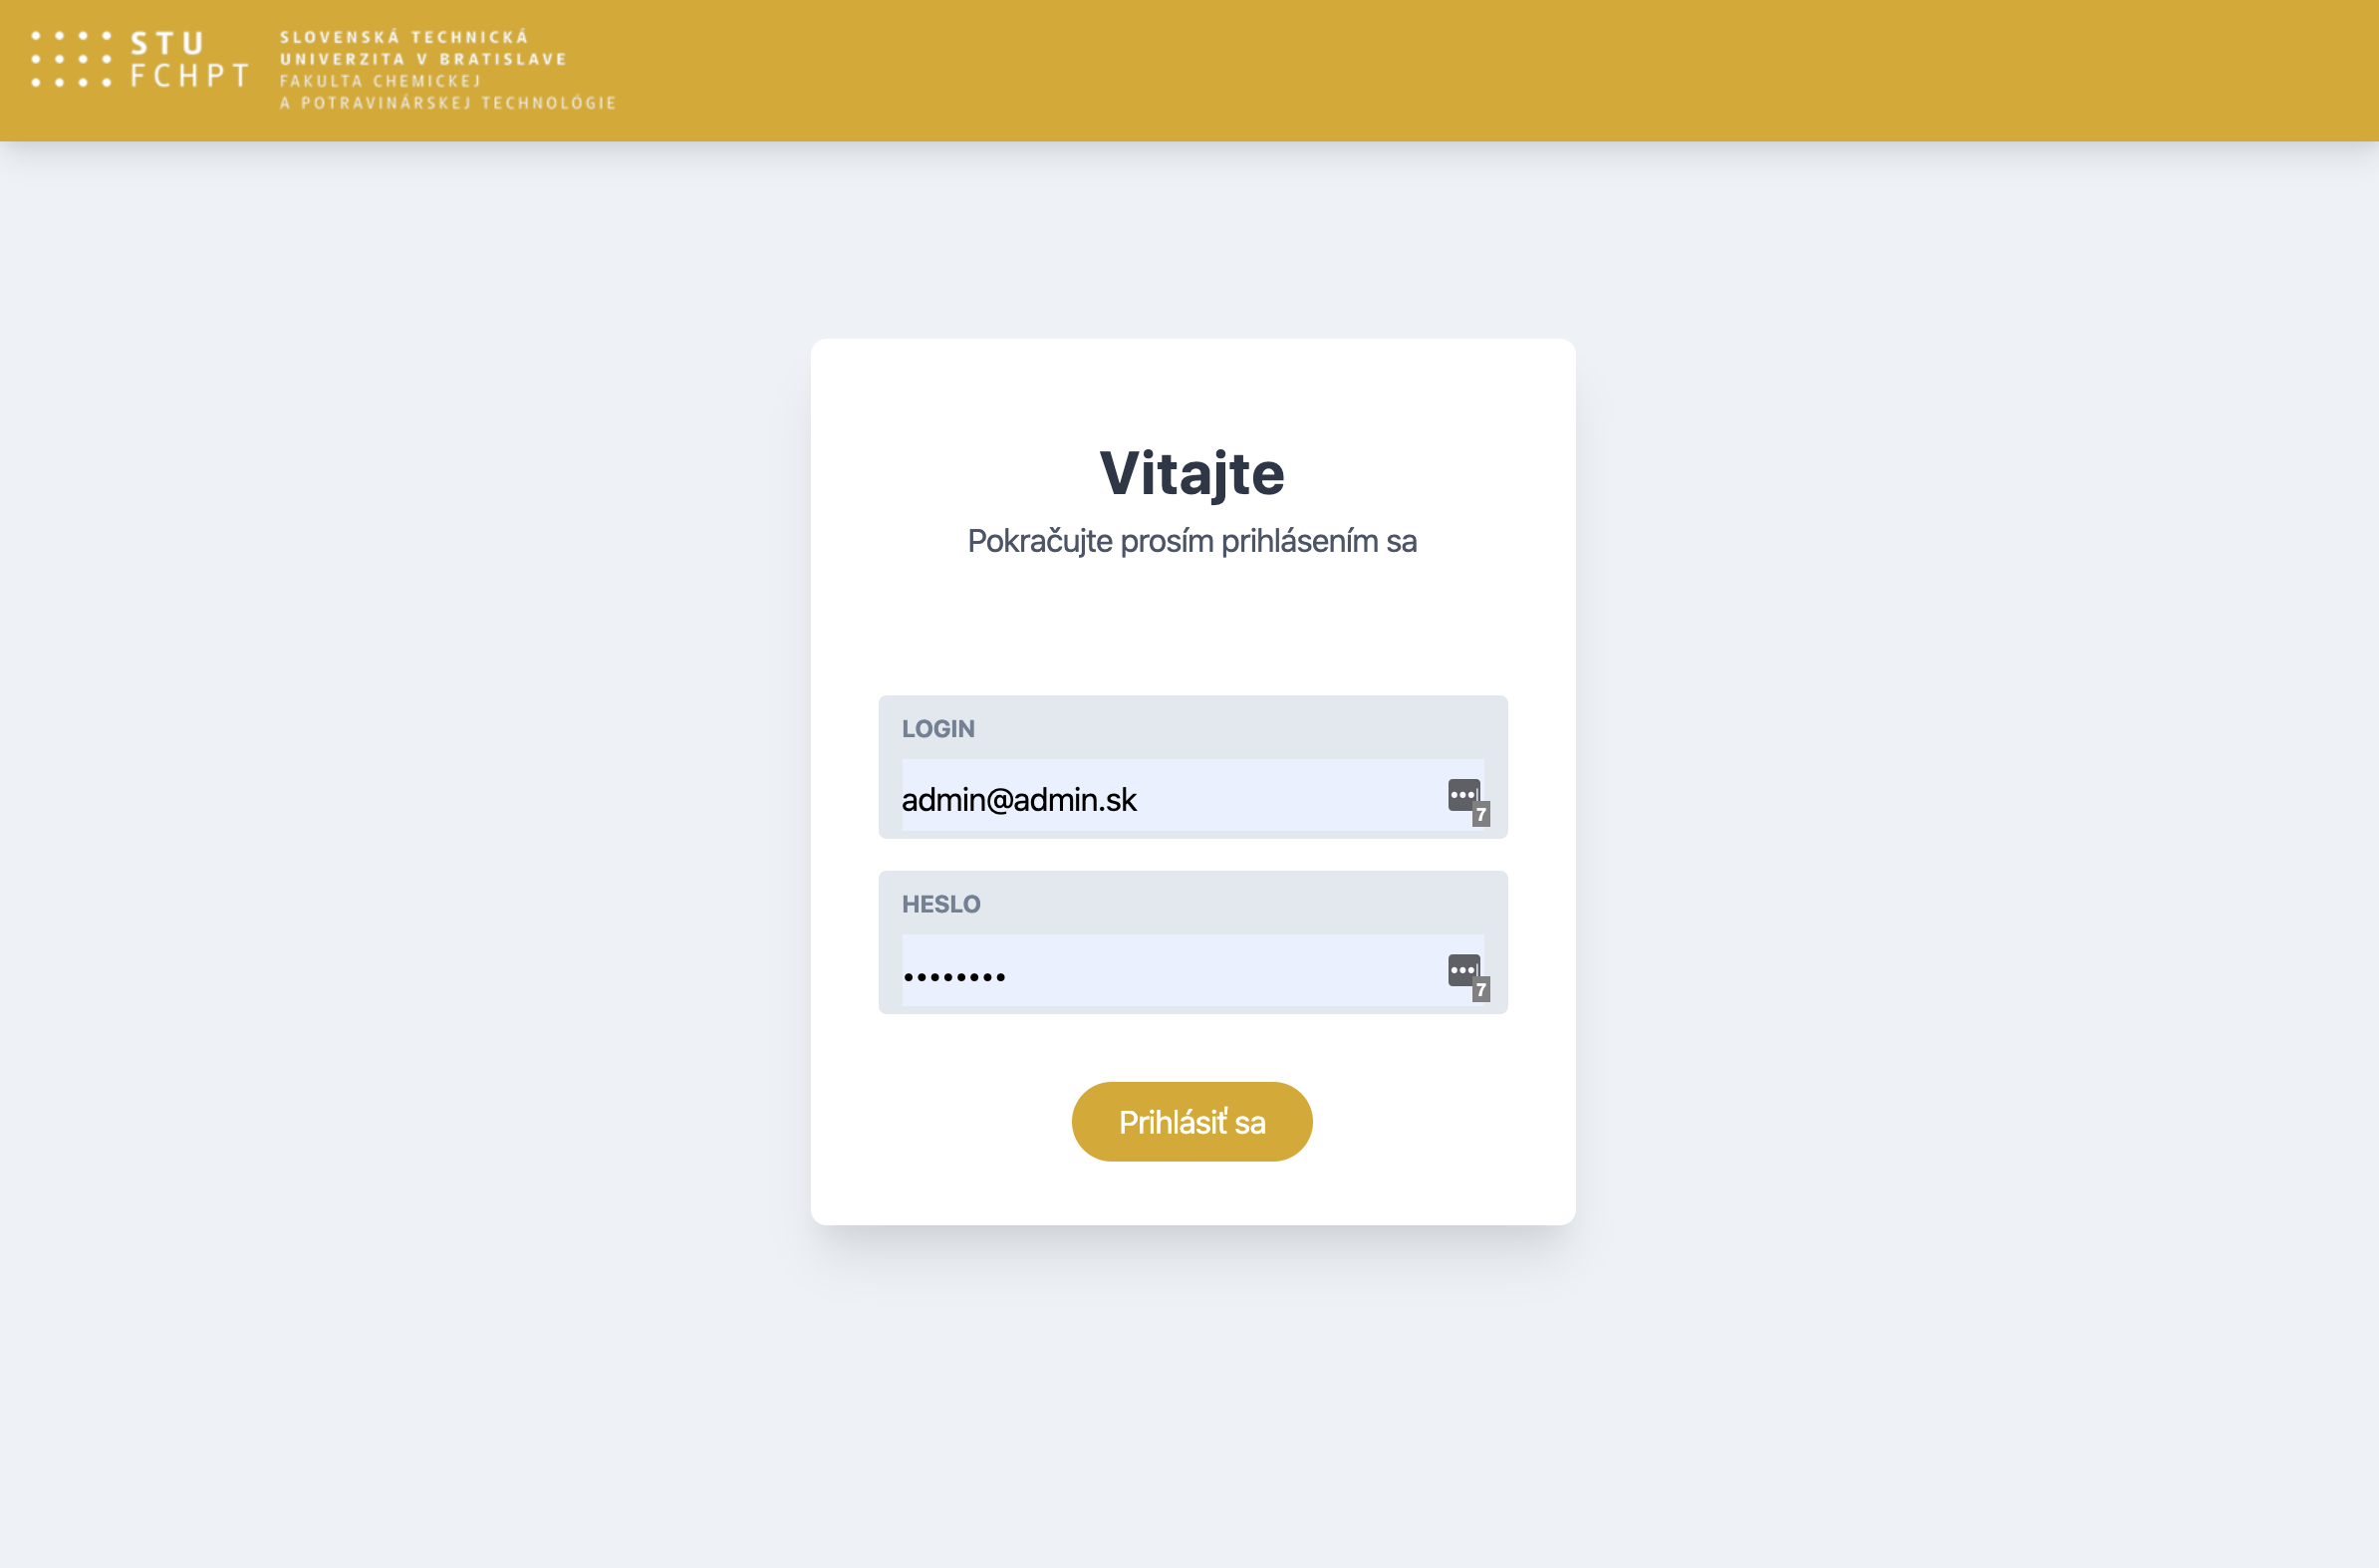 STU
FCHPT
SLOVENSKÁ TECHNICKÁ
UNIVERZITA V BRATISLAVE
FAKULTA CHEMICKEJ
A POTRAVINÁRSKEJ TECHNOLÓGIE
Vitajte
Pokračujte prosím prihlásením sa
LOGIN
admin@admin.sk
7
HESLO
••••••••
7
Prihlásiť sa